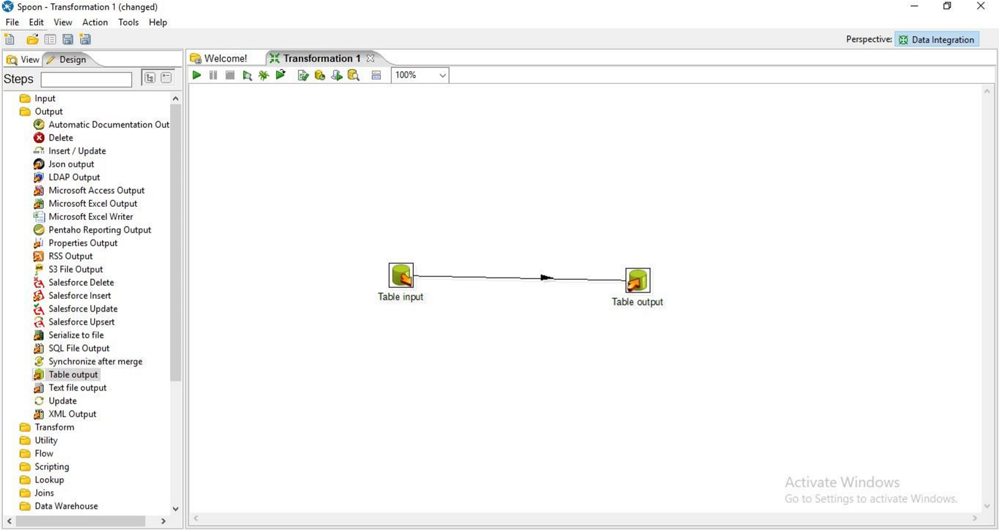 Spoon - Transformation 1 (changed)
File Edit View Action Tools Help
Perspective: Data Integration
View Design
Welcome! Transformation 1
Steps
100%
Input
Output
Automatic Documentation Out
Delete
Insert / Update
Json output
LDAP Output
Microsoft Access Output
Microsoft Excel Output
Microsoft Excel Writer
Pentaho Reporting Output
Properties Output
RSS Output
S3 File Output
Salesforce Delete
Salesforce Insert
Salesforce Update
Salesforce Upsert
Serialize to file
SQL File Output
Synchronize after merge
Table output
Text file output
Update
XML Output
Transform
Utility
Flow
Scripting
Lookup
Joins
Data Warehouse
Table input
Table output
Activate Windows
Go to Settings to activate Windows.